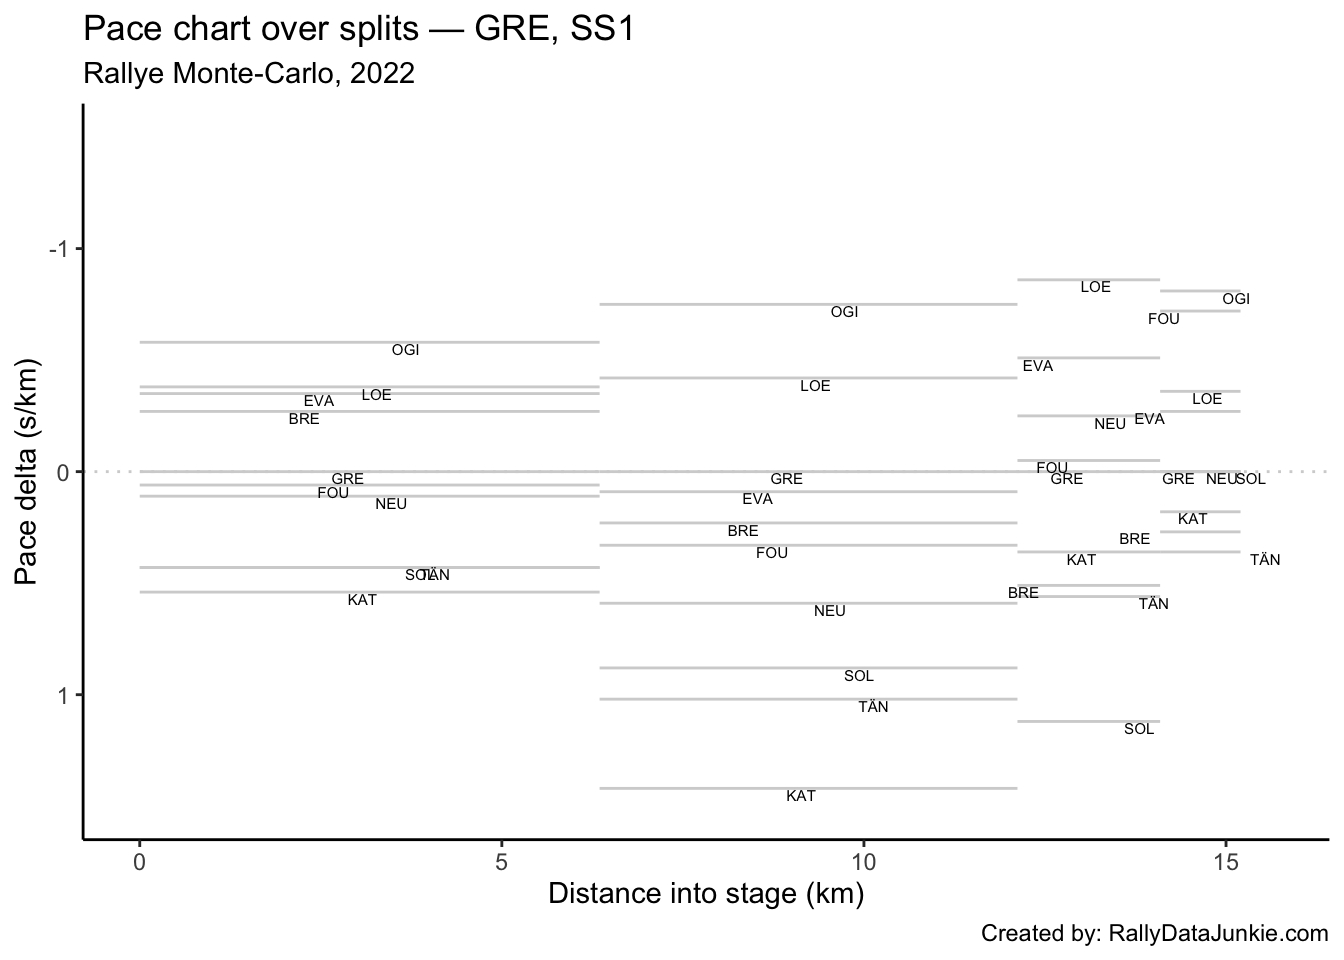 Pace chart over splits — GRE, SS1
Rallye Monte-Carlo, 2022
Pace delta (s/km)
-1
0
1
OGI
LOE
EVA
BRE
GRE
FOU
NEU
SOL
TÄN
KAT
OGI
LOE
GRE
EVA
BRE
FOU
NEU
SOL
TÄN
KAT
LOE
EVA
NEU
FOU
GRE
KAT
BRE
TÄN
SOL
OGI
FOU
LOE
EVA
GRE
NEU
SOL
KAT
BRE
TÄN
0
5
10
15
Distance into stage (km)
Created by: RallyDataJunkie.com